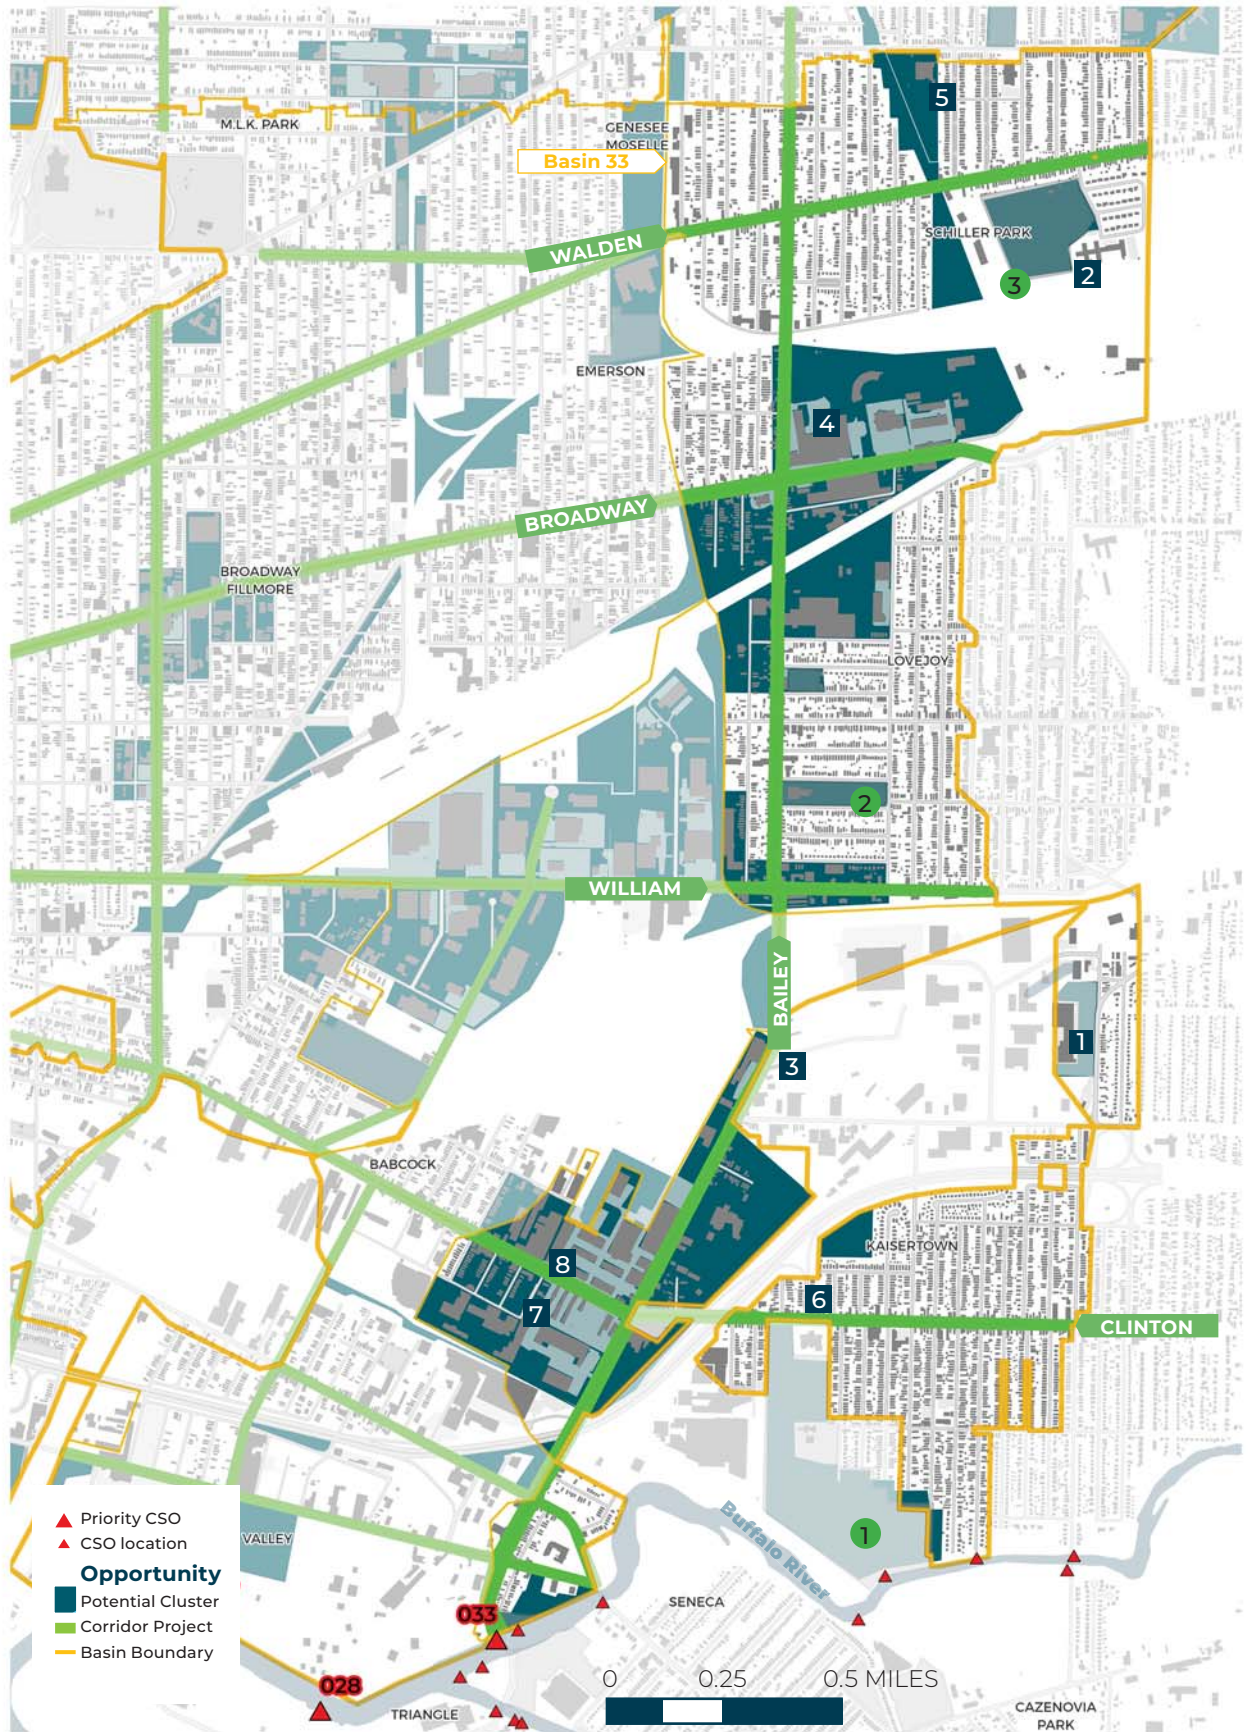 5
M.L.K. PARK
GENESEE
MOSELLE
Basin 33
WALDEN
SCHILLER PARK
3
2
EMERSON
4
BROADWAY
BROADWAY
FILLMORE
LOVEJOY
2
WILLIAM
BAILEY
1
3
BABCOCK
KAISERTOWN
8
6
7
CLINTON
Buffalo River
1
Priority CSO
CSO location
Opportunity
Potential Cluster
Corridor Project
Basin Boundary
VALLEY
033
SENECA
028
0 0.25 0.5 MILES
TRIANGLE
CAZENOVIA
PARK